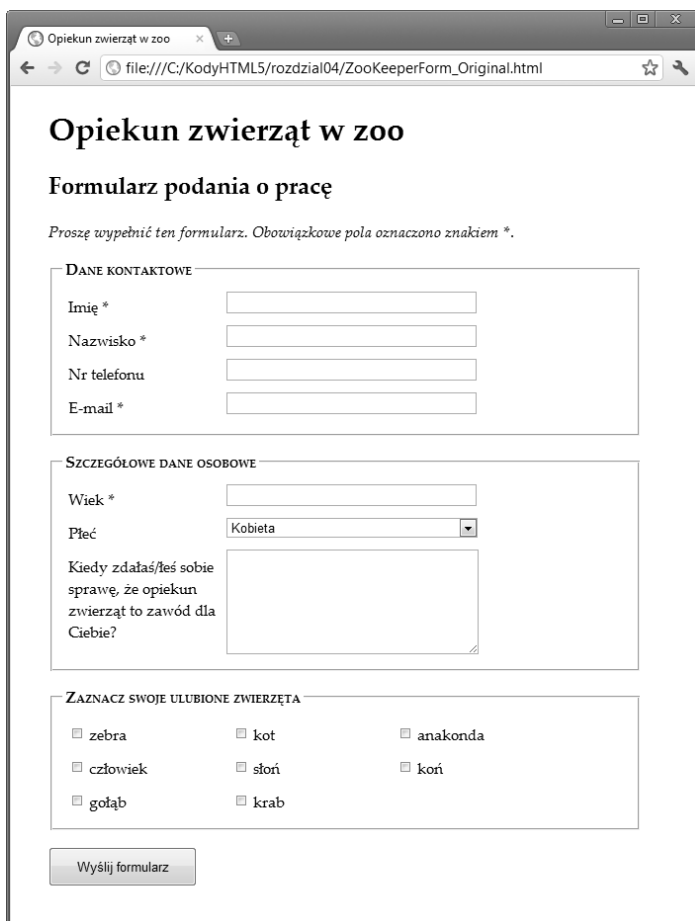 Opiekun zwierząt w zoo
file:///C:/KodyHTML5/rozdzial04/ZooKeeperForm_Original.html
Opiekun zwierząt w zoo
Formularz podania o pracę
Proszę wypełnić ten formularz. Obowiązkowe pola oznaczono znakiem *.
Dane kontaktowe
Imię *
Nazwisko *
Nr telefonu
E-mail *
Szczegółowe dane osobowe
Wiek *
Płeć Kobieta
Kiedy zdałaś/łeś sobie
sprawę, że opiekun
zwierząt to zawód dla
Ciebie?
Zaznacz swoje ulubione zwierzęta
zebra kot anakonda
człowiek słoń koń
gołąb krab
Wyślij formularz